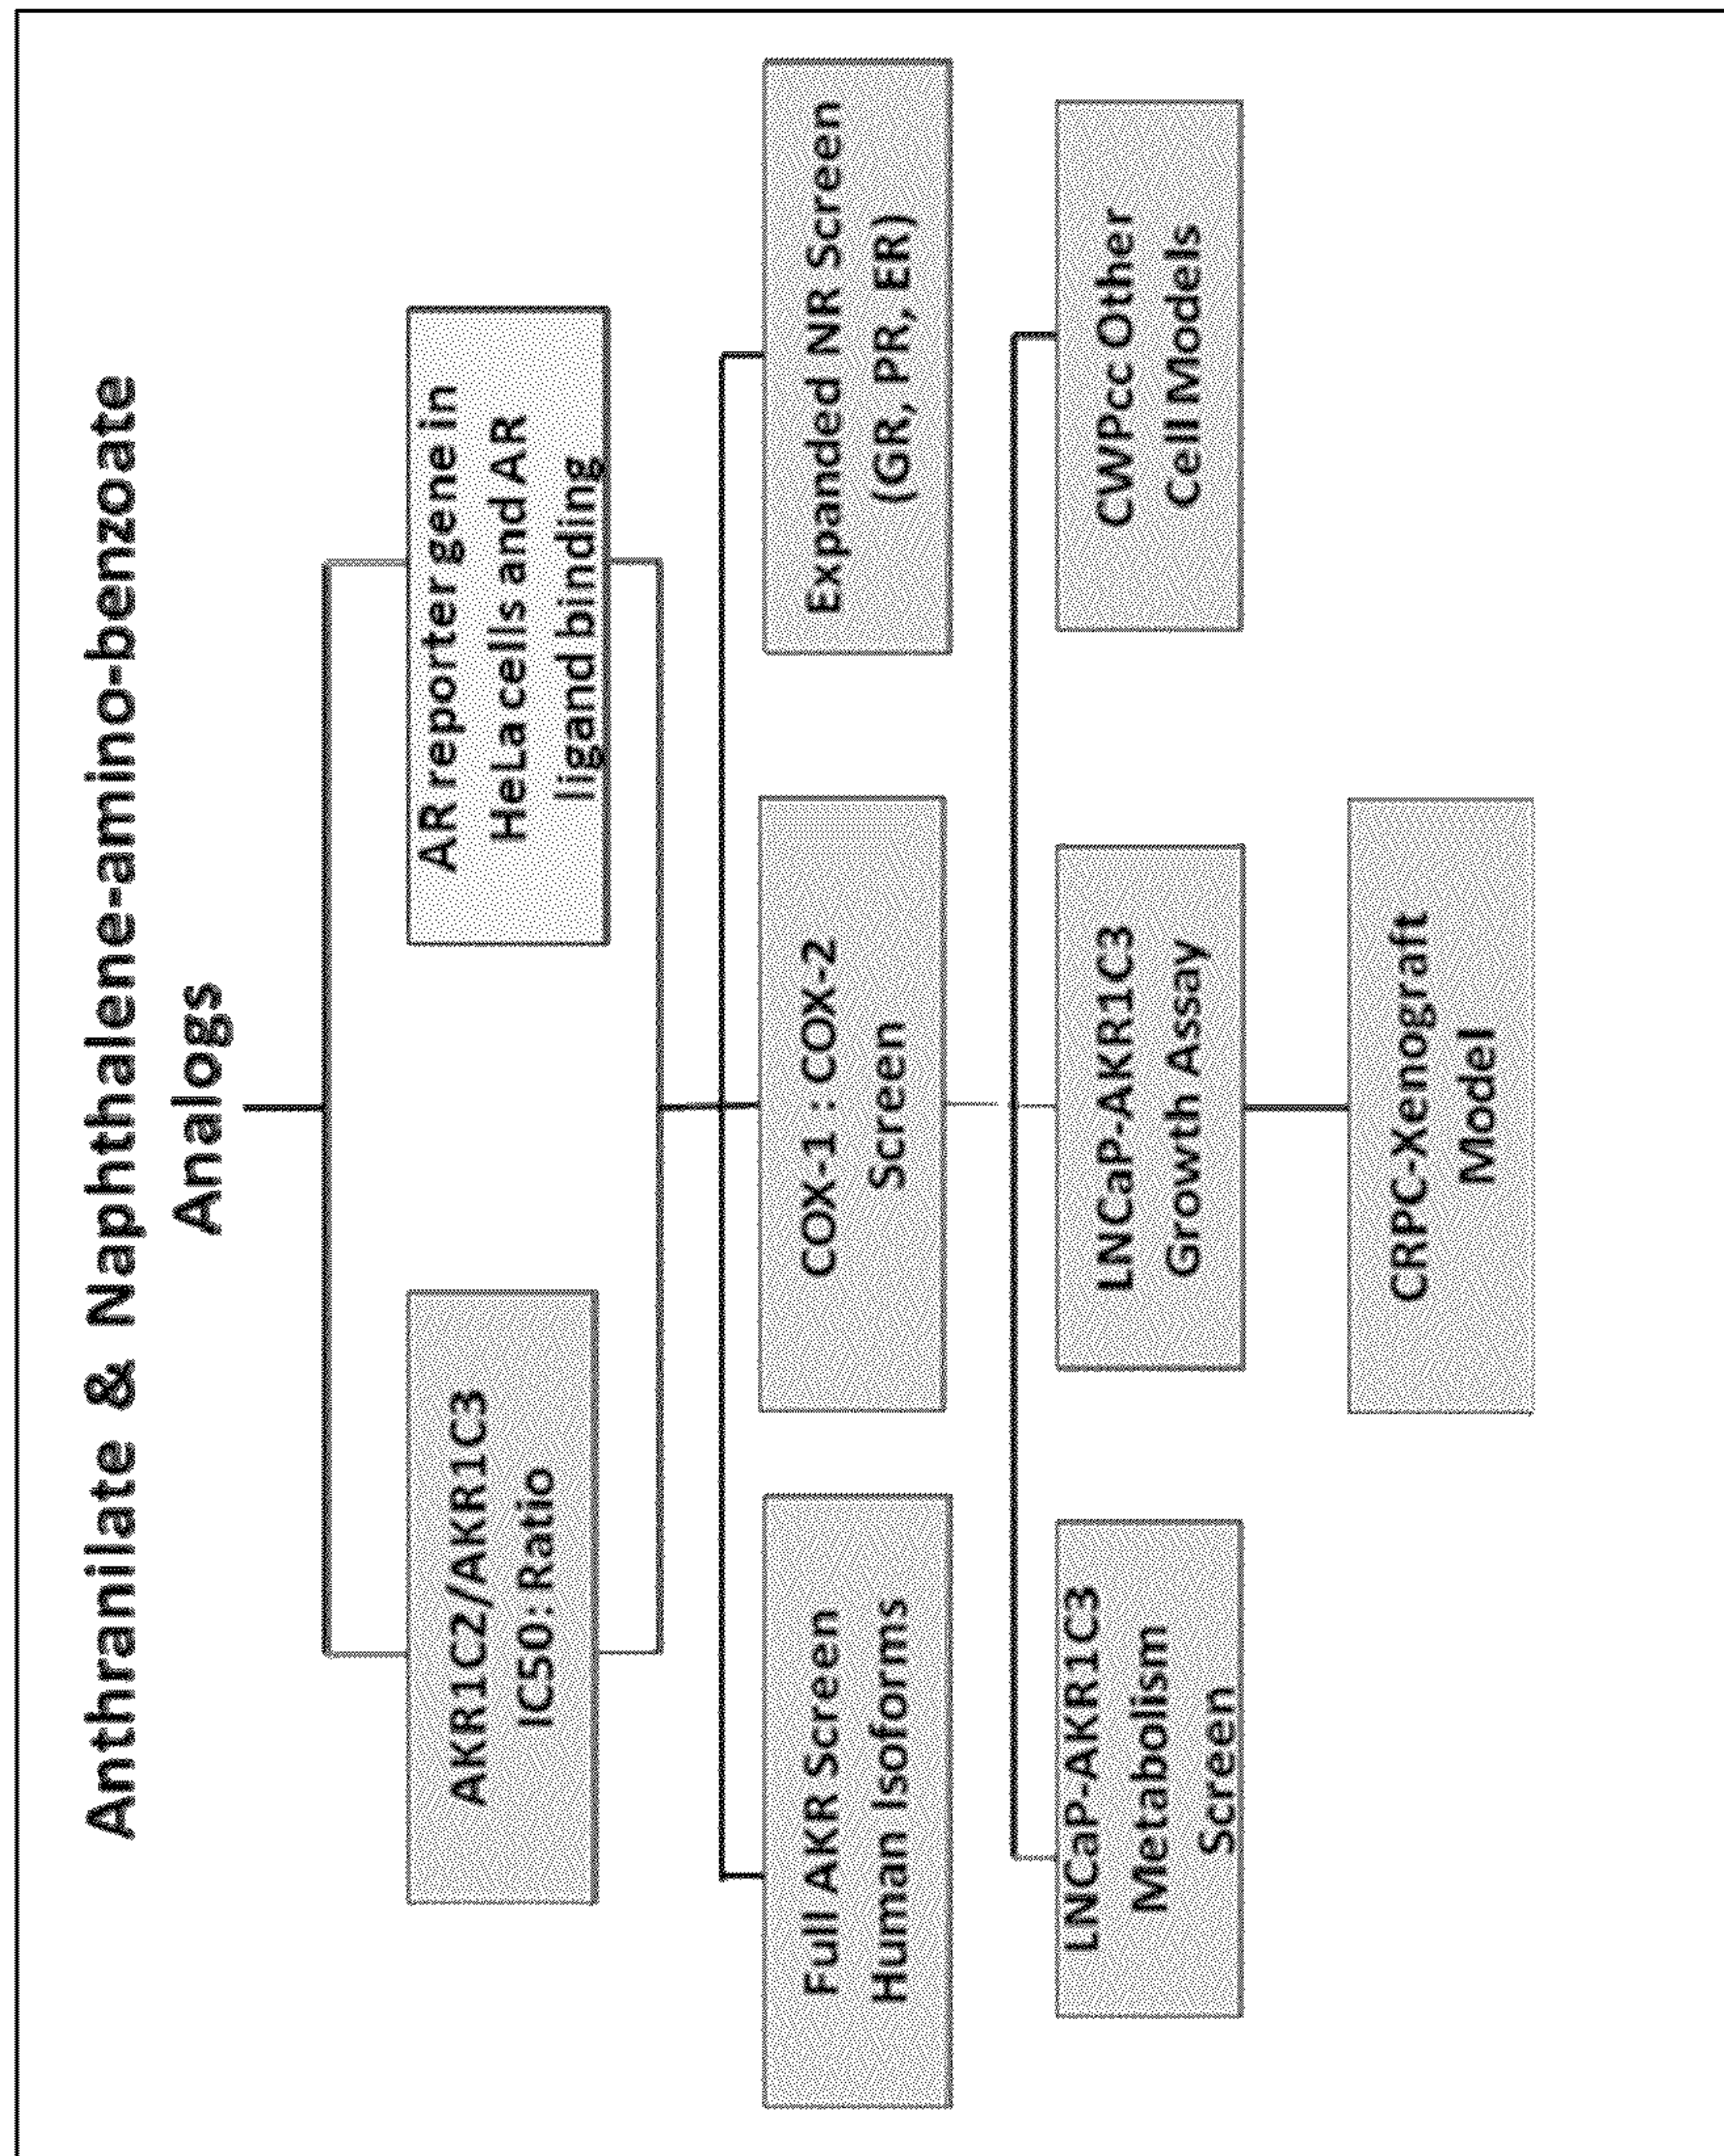 Anthranilate & Naphthalene-amino-benzoate
Analogs
AKR1C2/AKR1C3
IC50: Ratio
AR reporter gene in
HeLa cells and AR
ligand binding
Full AKR Screen
Human Isoforms
COX-1 : COX-2
Screen
Expanded NR Screen
(GR, PR, ER)
LNCaP-AKR1C3
Metabolism
Screen
LNCaP-AKR1C3
Growth Assay
CWPcc Other
Cell Models
CRPC-Xenograft
Model